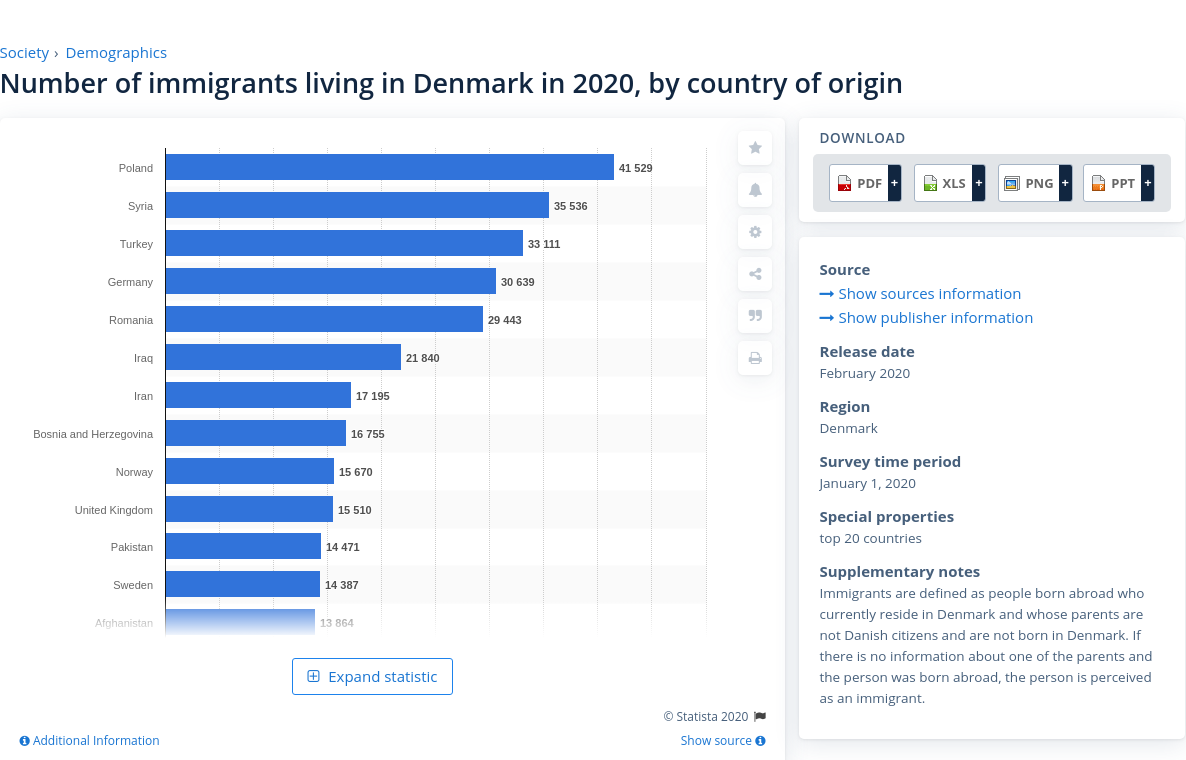 Society › Demographics
Number of immigrants living in Denmark in 2020, by country of origin
Poland 41 529
Syria 35 536
Turkey 33 111
Germany 30 639
Romania 29 443
Iraq 21 840
Iran 17 195
Bosnia and Herzegovina 16 755
Norway 15 670
United Kingdom 15 510
Pakistan 14 471
Sweden 14 387
Afghanistan 13 864
Expand statistic
© Statista 2020
Additional Information
Show source
DOWNLOAD
PDF + XLS + PNG + PPT +
Source
Show sources information
Show publisher information
Release date
February 2020
Region
Denmark
Survey time period
January 1, 2020
Special properties
top 20 countries
Supplementary notes
Immigrants are defined as people born abroad who
currently reside in Denmark and whose parents are
not Danish citizens and are not born in Denmark. If
there is no information about one of the parents and
the person was born abroad, the person is perceived
as an immigrant.